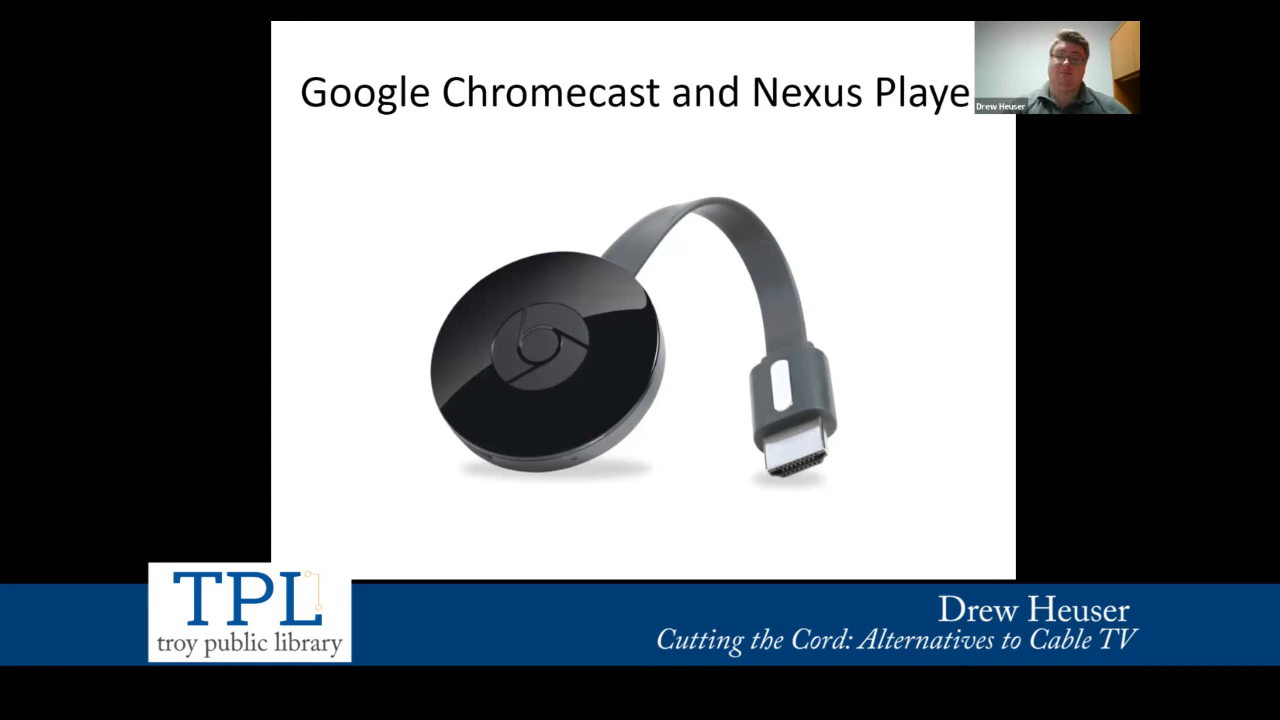 Google Chromecast and Nexus Playe
Drew Heuser
TPL
troy public library
Drew Heuser
Cutting the Cord: Alternatives to Cable TV